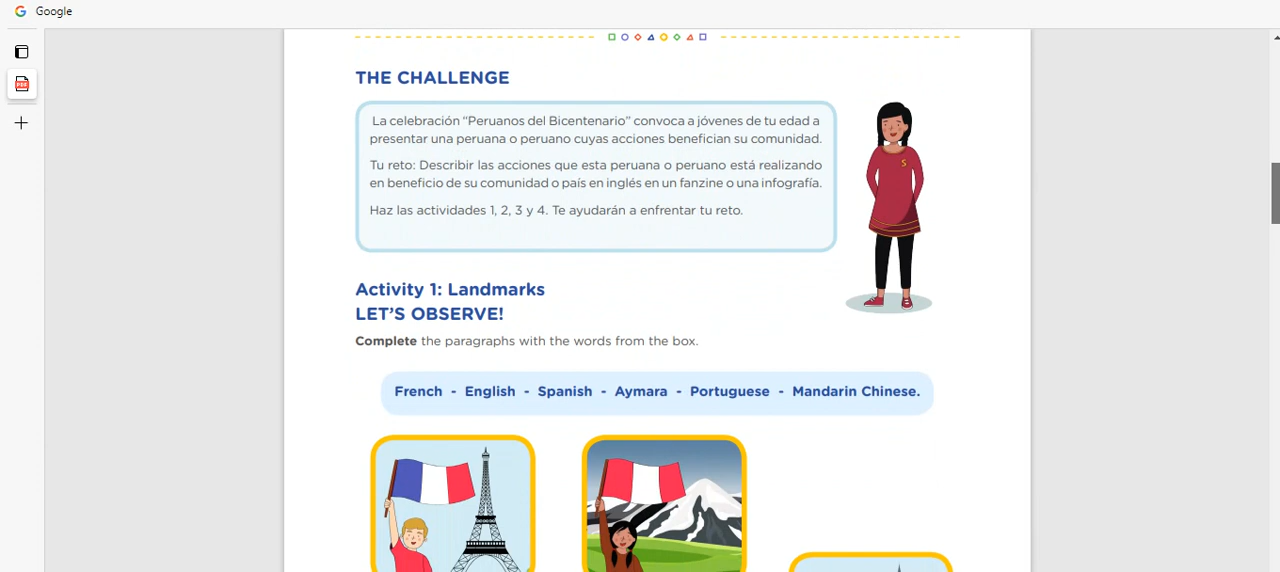 Google
THE CHALLENGE
La celebración “Peruanos del Bicentenario” convoca a jóvenes de tu edad a
presentar una peruana o peruano cuyas acciones benefician su comunidad.
Tu reto: Describir las acciones que esta peruana o peruano está realizando
en beneficio de su comunidad o país en inglés en un fanzine o una infografía.
Haz las actividades 1, 2, 3 y 4. Te ayudarán a enfrentar tu reto.
Activity 1: Landmarks
LET’S OBSERVE!
Complete the paragraphs with the words from the box.
French - English - Spanish - Aymara - Portuguese - Mandarin Chinese.